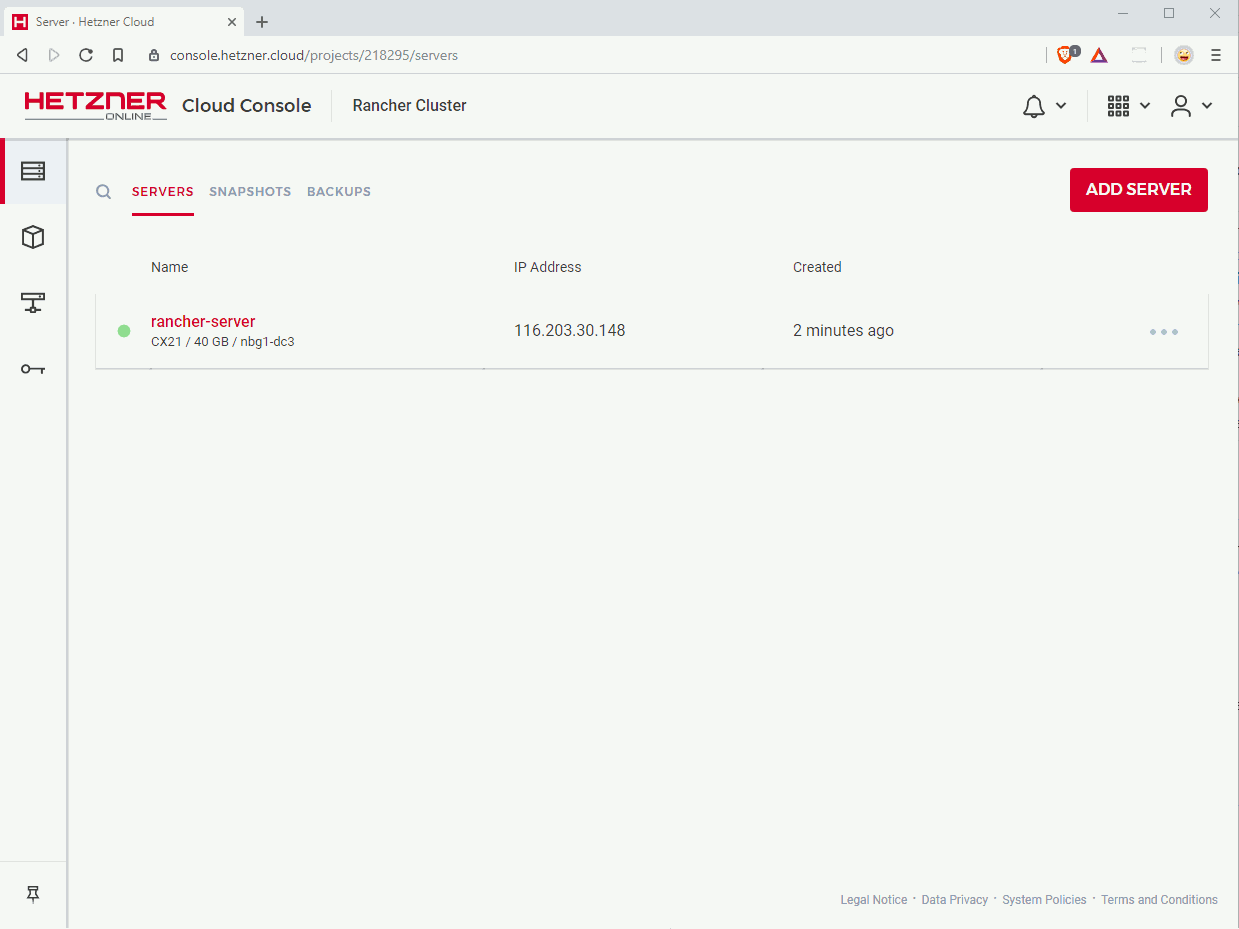 Server · Hetzner Cloud
console.hetzner.cloud/projects/218295/servers
1
HETZNER ONLINE
Cloud Console
Rancher Cluster
SERVERS SNAPSHOTS BACKUPS
ADD SERVER
Name IP Address Created
rancher-server
CX21 / 40 GB / nbg1-dc3
116.203.30.148
2 minutes ago
Legal Notice · Data Privacy · System Policies · Terms and Conditions